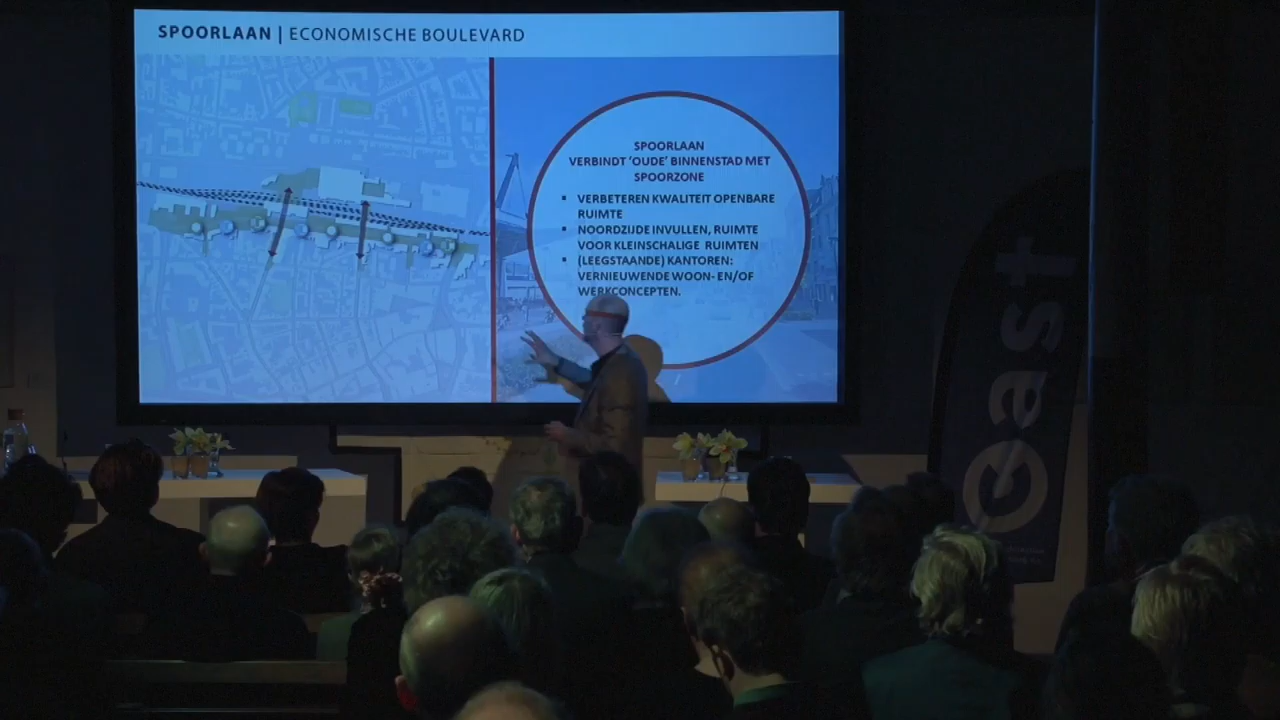 SPOORLAAN | ECONOMISCHE BOULEVARD
SPOORLAAN
VERBINDT ‘OUDE’ BINNENSTAD MET
SPOORZONE
▪ VERBETEREN KWALITEIT OPENBARE
RUIMTE
▪ NOORDZIJDE INVULLEN, RUIMTE
VOOR KLEINSCHALIGE RUIMTEN
▪ (LEEGSTAANDE) KANTOREN:
VERNIEUWENDE WOON- EN/OF
WERKCONCEPTEN.
ast